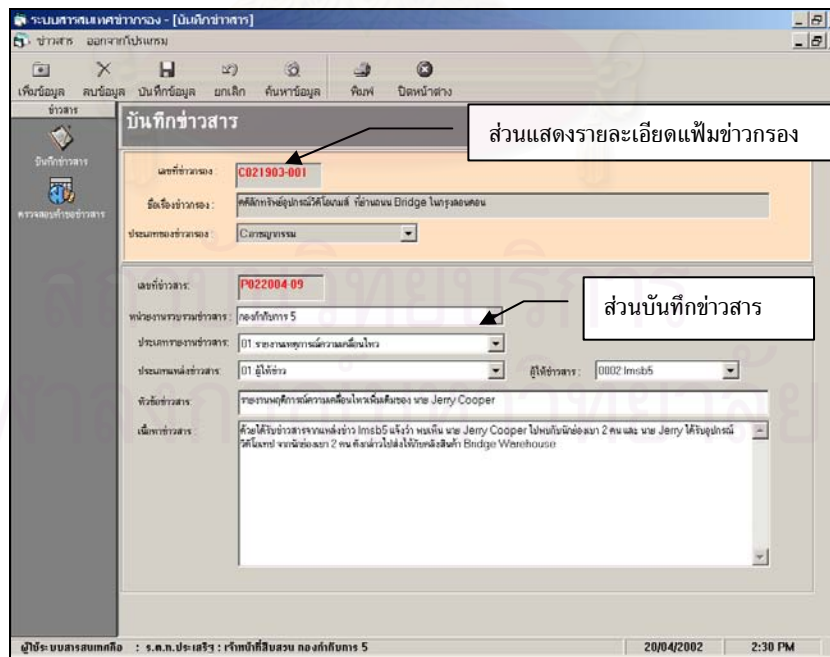 ระบบสารสนเทศข่าวกรอง - [บันทึกข่าวสาร]
ข่าวสาร ออกจากโปรแกรม
เพิ่มข้อมูล ลบข้อมูล บันทึกข้อมูล ยกเลิก ค้นหาข้อมูล พิมพ์ ปิดหน้าต่าง
ข่าวสาร
บันทึกข่าวสาร
ตรวจสอบคำขอข่าวสาร
บันทึกข่าวสาร
ส่วนแสดงรายละเอียดแฟ้มข่าวกรอง
เลขที่ข่าวกรอง : C021903-001
ชื่อเรื่องข่าวกรอง : คดีลักทรัพย์อุปกรณ์วิดีโอเกมส์ ที่ย่านถนน Bridge ในกรุงลอนดอน
ประเภทของข่าวกรอง : C อาชญากรรม
เลขที่ข่าวสาร: P022004-09
ส่วนบันทึกข่าวสาร
หน่วยงานรวบรวมข่าวสาร : กองกำกับการ 5
ประเภทรายงานข่าวสาร: 01 รายงานเหตุการณ์ความเคลื่อนไหว
ประเภทแหล่งข่าวสาร: 01 ผู้ให้ข่าว ผู้ให้ข่าวสาร : 0002 Imsb5
หัวข้อข่าวสาร: รายงานพฤติการณ์ความเคลื่อนไหวเพิ่มเติมของ นาย Jerry Cooper
เนื้อหาข่าวสาร : ด้วยได้รับข่าวสารจากแหล่งข่าว Imsb5 แจ้งว่า พบเห็น นาย Jerry Cooper ไปพบกับนักย่องเบา 2 คน และ นาย Jerry ได้รับอุปกรณ์
วิดีโอเทป จากนักย่องเบา 2 คน ดังกล่าวไปส่งให้กับคลังสินค้า Bridge Warehouse
ผู้ใช้ระบบสารสนเทศคือ : ร.ต.ท.ประเสริฐ : เจ้าหน้าที่สืบสวน กองกำกับการ 5 20/04/2002 2:30 PM